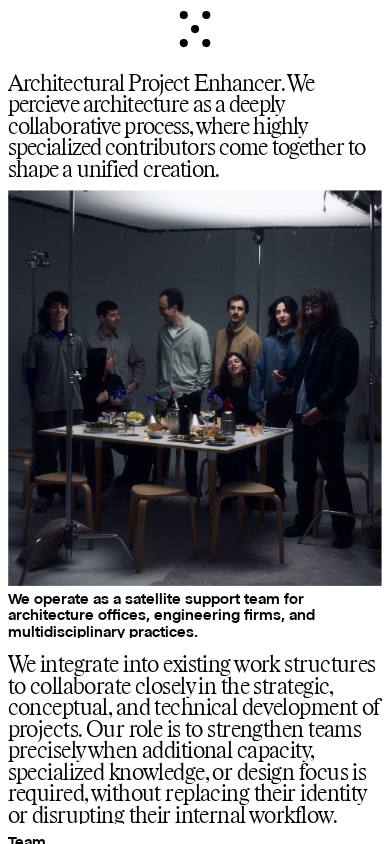 Architectural Project Enhancer. We
percieve architecture as a deeply
collaborative process, where highly
specialized contributors come together to
shape a unified creation.
We operate as a satellite support team for
architecture offices, engineering firms, and
multidisciplinary practices.
We integrate into existing work structures
to collaborate closely in the strategic,
conceptual, and technical development of
projects. Our role is to strengthen teams
precisely when additional capacity,
specialized knowledge, or design focus is
required, without replacing their identity
or disrupting their internal workflow.
Team